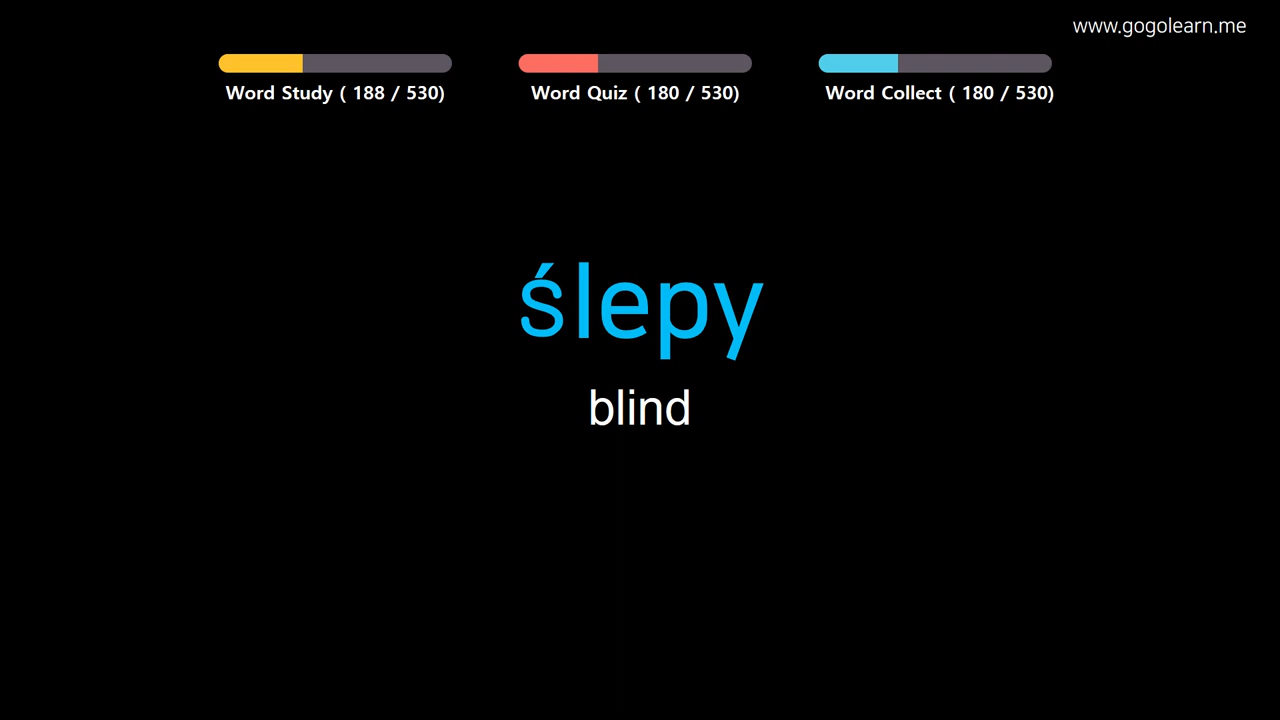 www.gogolearn.me
Word Study ( 188 / 530)
Word Quiz ( 180 / 530)
Word Collect ( 180 / 530)
ślepy
blind